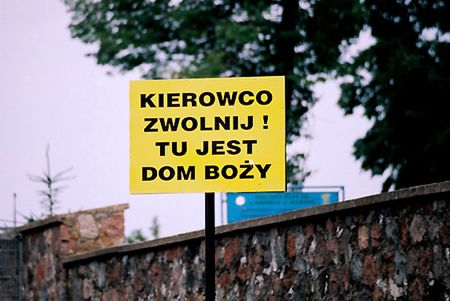 KIEROWCO
ZWOLNIJ !
TU JEST
DOM BOŻY